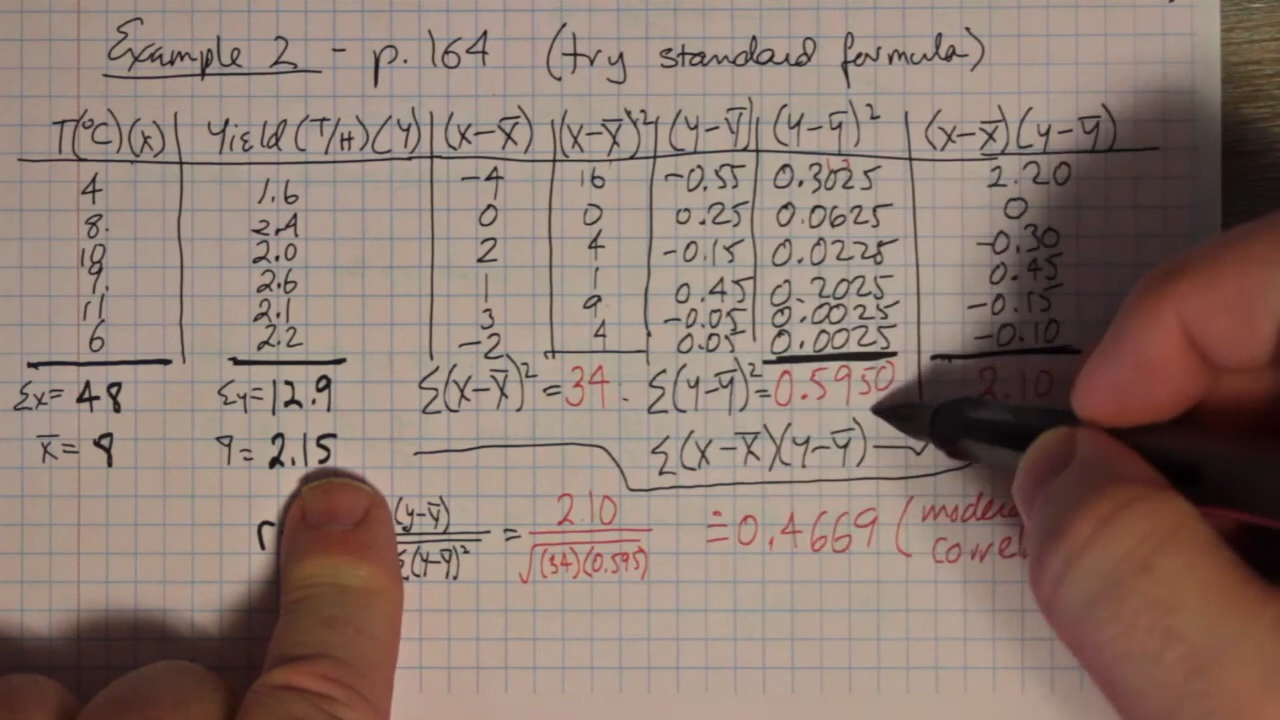 Example 2 - p. 164 (try standard formula)
T(°C)(x) Yield (T/H)(Y) (x-x̄) (x-x̄)² (y-ȳ) (y-ȳ)² (x-x̄)(y-ȳ)
4 1.6 -4 16 -0.55 0.3025 2.20
8. 2.4 0 0 0.25 0.0625 0
10 2.0 2 4 -0.15 0.0225 -0.30
9. 2.6 1 1 0.45 0.2025 0.45
11 2.1 3 9 -0.05 0.0025 -0.15
6 2.2 -2 4 0.05 0.0025 -0.10
Σx=48 Σy=12.9 Σ(x-x̄)²=34. Σ(y-ȳ)²=0.5950 2.10
x̄=8 ȳ=2.15 Σ(x-x̄)(y-ȳ)
r (y-ȳ) / Σ(y-ȳ)² = 2.10 / √(34)(0.595) ≐0.4669 (